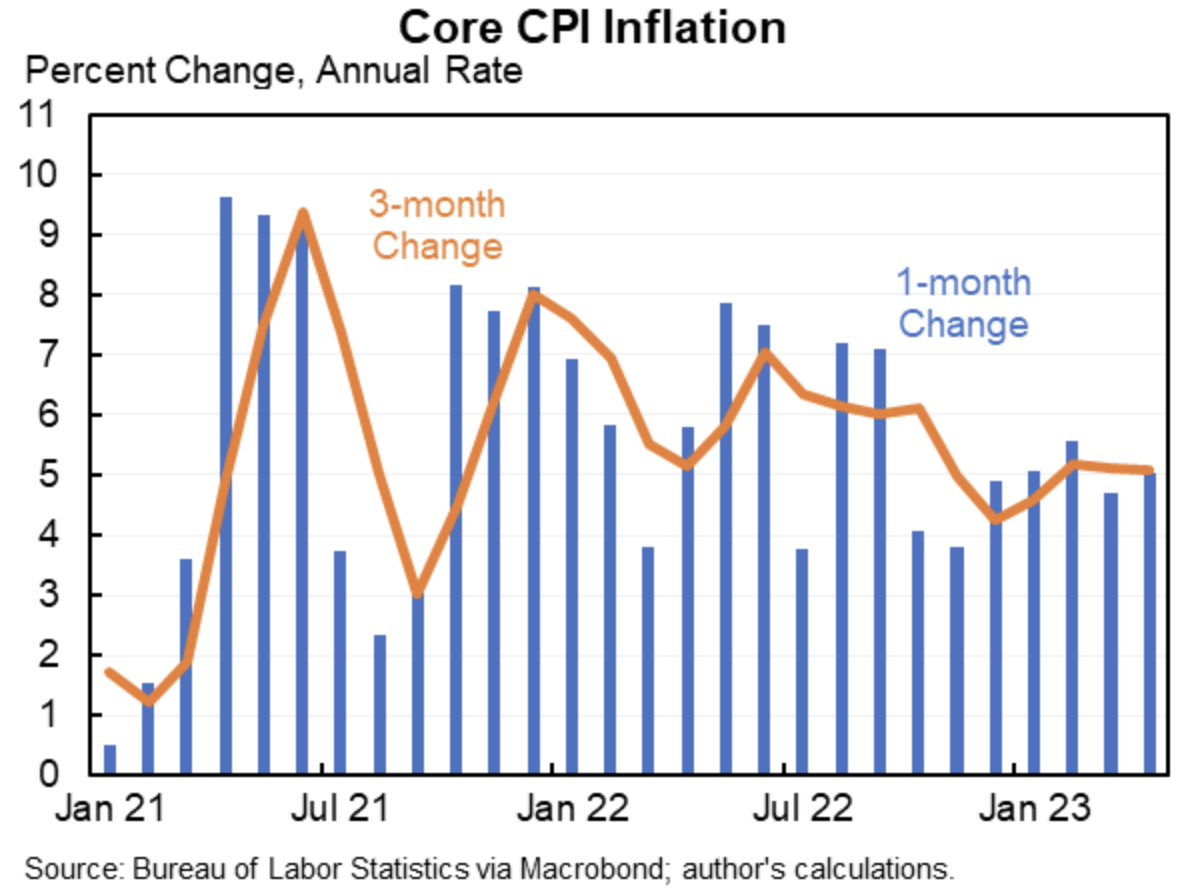 Core CPI Inflation
Percent Change, Annual Rate
11
10
9
8
7
6
5
4
3
2
1
0
3-month
Change
1-month
Change
Jan 21
Jul 21
Jan 22
Jul 22
Jan 23
Source: Bureau of Labor Statistics via Macrobond; author's calculations.